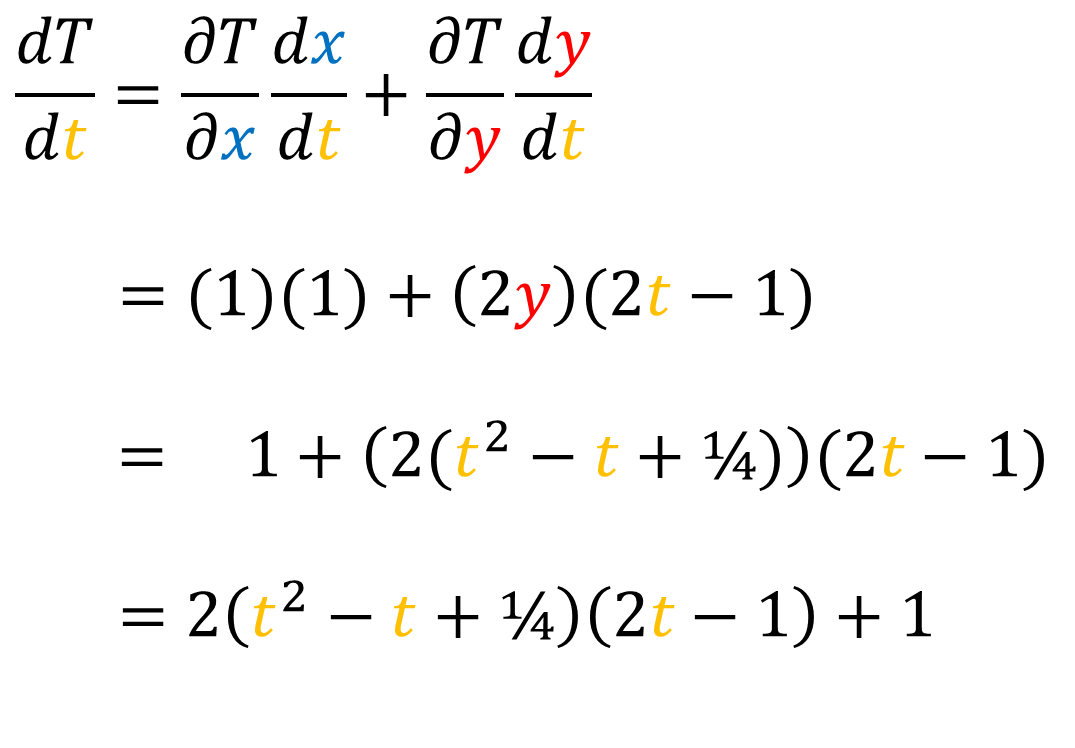 dT/dt = ∂T/∂x dx/dt + ∂T/∂y dy/dt
= (1)(1) + (2y)(2t − 1)
= 1 + (2(t² − t + ¼))(2t − 1)
= 2(t² − t + ¼)(2t − 1) + 1